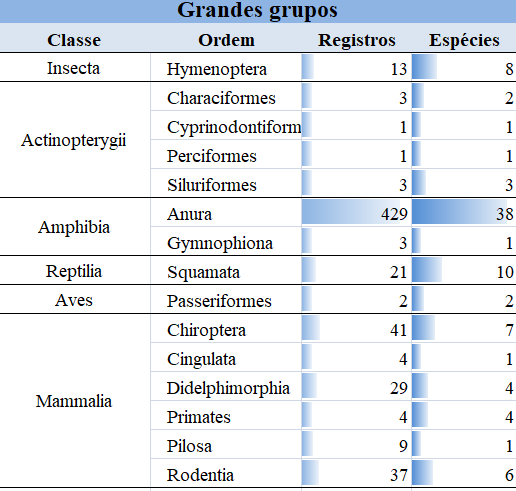 Grandes grupos
Classe Ordem Registros Espécies
Insecta Hymenoptera 13 8
Actinopterygii Characiformes 3 2
Cyprinodontiform 1 1
Perciformes 1 1
Siluriformes 3 3
Amphibia Anura 429 38
Gymnophiona 3 1
Reptilia Squamata 21 10
Aves Passeriformes 2 2
Mammalia Chiroptera 41 7
Cingulata 4 1
Didelphimorphia 29 4
Primates 4 4
Pilosa 9 1
Rodentia 37 6